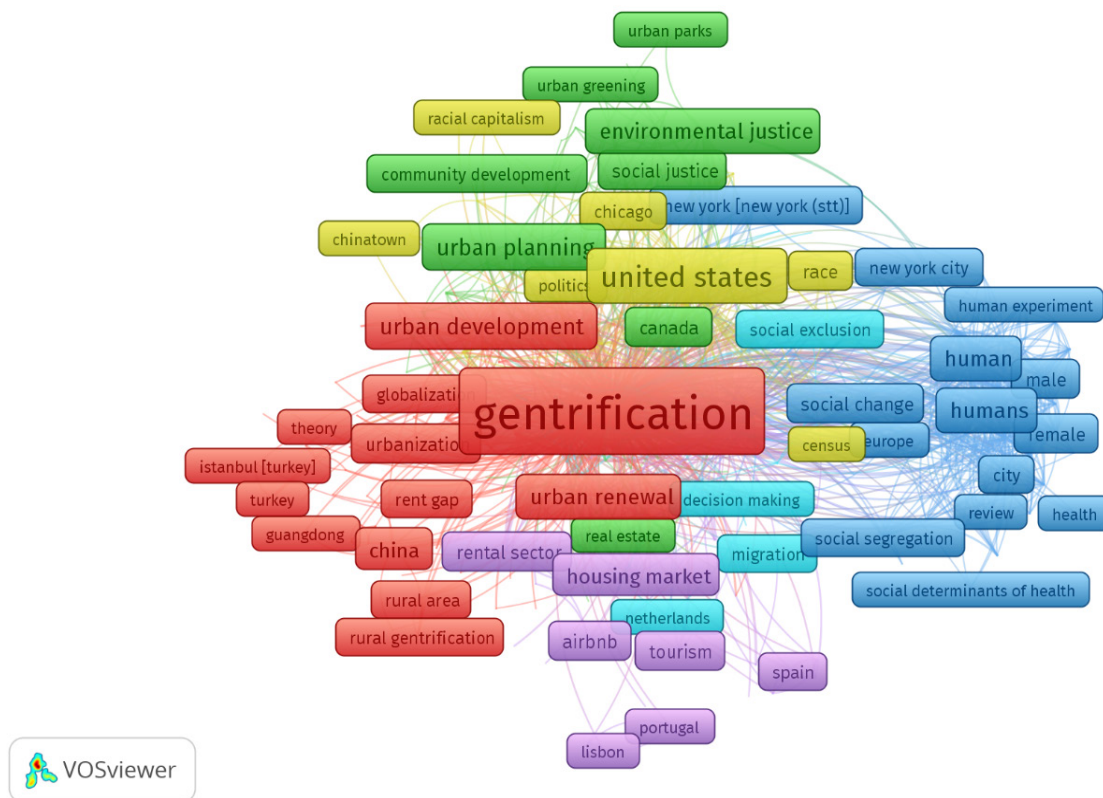 urban parks
urban greening
racial capitalism
environmental justice
community development
social justice
chicago
new york [new york (stt)]
chinatown
urban planning
politics
united states
race
new york city
human experiment
urban development
canada
social exclusion
human
male
globalization
gentrification
social change
humans
theory
urbanization
census
europe
female
istanbul [turkey]
turkey
rent gap
urban renewal
decision making
city
review
health
guangdong
china
rental sector
real estate
migration
social segregation
housing market
social determinants of health
rural area
netherlands
rural gentrification
airbnb
tourism
spain
portugal
lisbon
VOSviewer